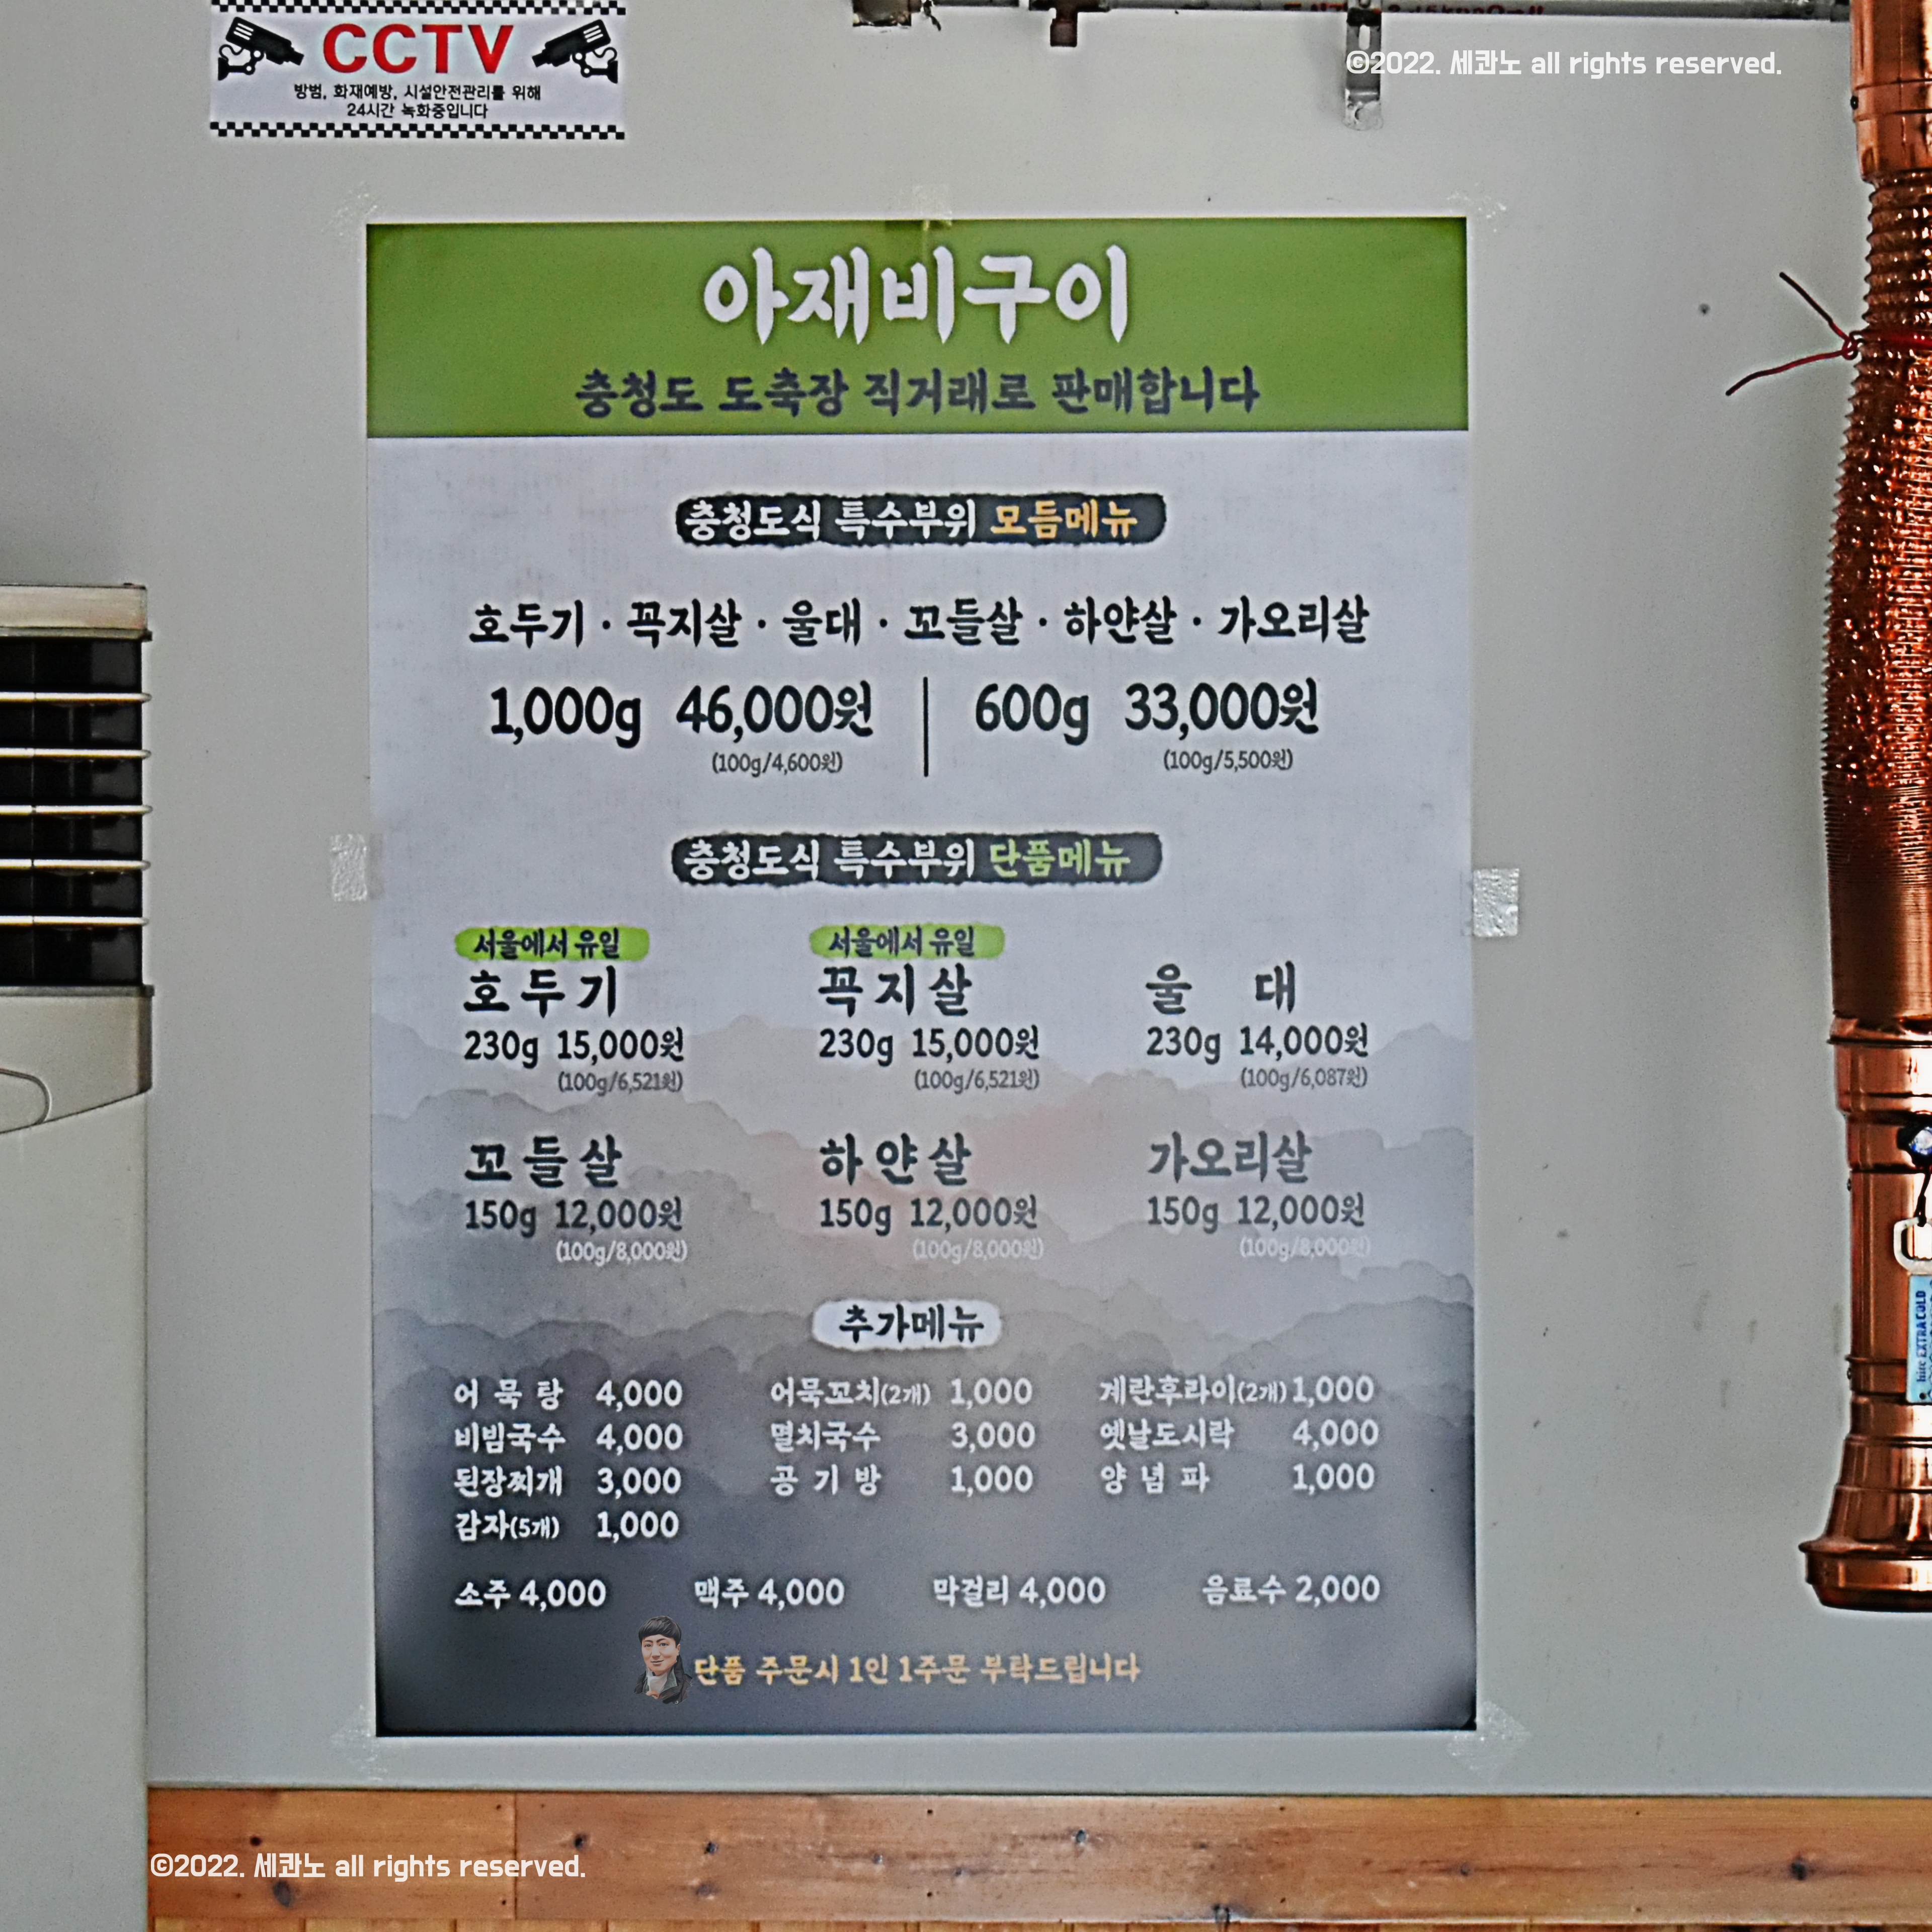 CCTV
방범, 화재예방, 시설안전관리를 위해
24시간 녹화중입니다
©2022. 세콰노 all rights reserved.
아재비구이
충청도 도축장 직거래로 판매합니다
충청도식 특수부위 모듬메뉴
호두기 · 꼭지살 · 울대 · 꼬들살 · 하얀살 · 가오리살
1,000g 46,000원 600g 33,000원
(100g/4,600원) (100g/5,500원)
충청도식 특수부위 단품메뉴
서울에서 유일 서울에서 유일
호두기 꼭지살 울대
230g 15,000원 230g 15,000원 230g 14,000원
(100g/6,521원) (100g/6,521원) (100g/6,087원)
꼬들살 하얀살 가오리살
150g 12,000원 150g 12,000원 150g 12,000원
(100g/8,000원) (100g/8,000원) (100g/8,000원)
추가메뉴
어묵탕 4,000 어묵꼬치(2개) 1,000 계란후라이(2개) 1,000
비빔국수 4,000 멸치국수 3,000 옛날도시락 4,000
된장찌개 3,000 공기방 1,000 양념파 1,000
감자(5개) 1,000
소주 4,000 맥주 4,000 막걸리 4,000 음료수 2,000
단품 주문시 1인 1주문 부탁드립니다
EXTRA COLD
©2022. 세콰노 all rights reserved.